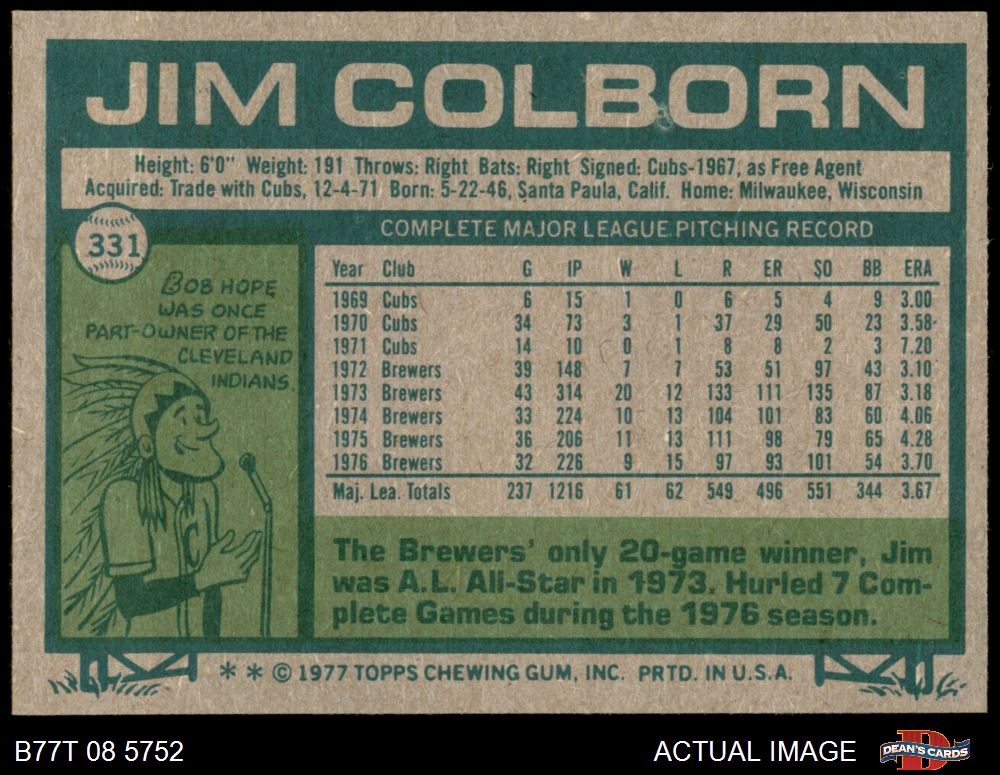 JIM COLBORN
Height: 6'0" Weight: 191 Throws: Right Bats: Right Signed: Cubs-1967, as Free Agent
Acquired: Trade with Cubs, 12-4-71 Born: 5-22-46, Santa Paula, Calif. Home: Milwaukee, Wisconsin
331
BOB HOPE
WAS ONCE
PART-OWNER OF THE
CLEVELAND
INDIANS.
C
COMPLETE MAJOR LEAGUE PITCHING RECORD
Year Club G IP W L R ER SO BB ERA
1969 Cubs 6 15 1 0 6 5 4 9 3.00
1970 Cubs 34 73 3 1 37 29 50 23 3.58
1971 Cubs 14 10 0 1 8 8 2 3 7.20
1972 Brewers 39 148 7 7 53 51 97 43 3.10
1973 Brewers 43 314 20 12 133 111 135 87 3.18
1974 Brewers 33 224 10 13 104 101 83 60 4.06
1975 Brewers 36 206 11 13 111 98 79 65 4.28
1976 Brewers 32 226 9 15 97 93 101 54 3.70
Maj. Lea. Totals 237 1216 61 62 549 496 551 344 3.67
The Brewers' only 20-game winner, Jim
was A.L. All-Star in 1973. Hurled 7 Com-
plete Games during the 1976 season.
* * © 1977 TOPPS CHEWING GUM, INC. PRTD. IN U.S.A.
B77T 08 5752
ACTUAL IMAGE
D
DEAN'S CARDS